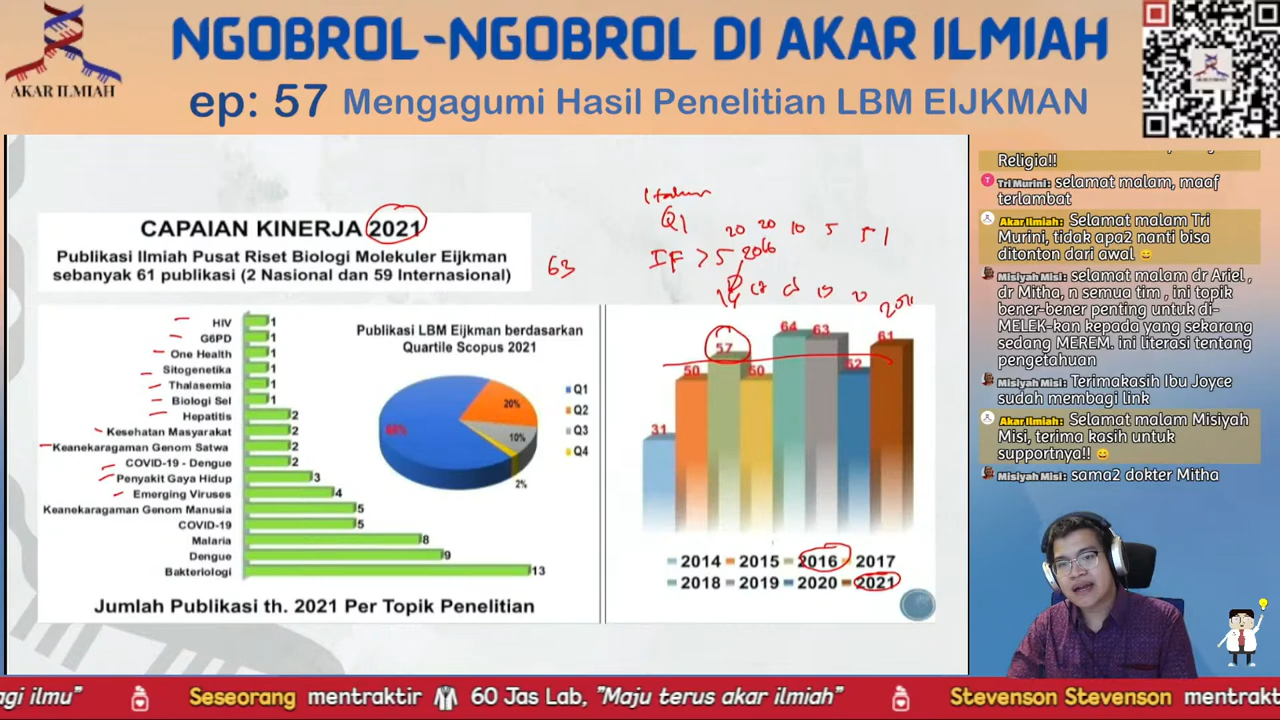 AKAR ILMIAH
NGOBROL-NGOBROL DI AKAR ILMIAH
ep: 57 Mengagumi Hasil Penelitian LBM EIJKMAN
CAPAIAN KINERJA 2021
Publikasi Ilmiah Pusat Riset Biologi Molekuler Eijkman
sebanyak 61 publikasi (2 Nasional dan 59 Internasional)
63
Q1
20 20 10 5 5 1
IF > 5 2016
HIV 1
G6PD 1
One Health 1
Sitogenetika 1
Thalasemia 1
Biologi Sel 1
Hepatitis 2
Kesehatan Masyarakat 2
Keanekaragaman Genom Satwa 2
COVID-19 - Dengue 2
Penyakit Gaya Hidup 3
Emerging Viruses 4
Keanekaragaman Genom Manusia 5
COVID-19 5
Malaria 8
Dengue 9
Bakteriologi 13
Jumlah Publikasi th. 2021 Per Topik Penelitian
Publikasi LBM Eijkman berdasarkan
Quartile Scopus 2021
68%
20%
10%
2%
Q1
Q2
Q3
Q4
31 50 57 50 64 63 52 61
2014 2015 2016 2017
2018 2019 2020 2021
Religia!!
Tri Murini: selamat malam, maaf
terlambat
Akar Ilmiah: Selamat malam Tri
Murini, tidak apa2 nanti bisa
ditonton dari awal 😄
Misiyah Misi: selamat malam dr Ariel ,
dr Mitha, n semua tim , ini topik
bener-bener penting untuk di-
MELEK-kan kepada yang sekarang
sedang MEREM. ini literasi tentang
pengetahuan
Misiyah Misi: Terimakasih Ibu Joyce
sudah membagi link
Akar Ilmiah: Selamat malam Misiyah
Misi, terima kasih untuk
supportnya!! 😄
Misiyah Misi: sama2 dokter Mitha
agi ilmu” Seseorang mentraktir 60 Jas Lab, ”Maju terus akar ilmiah” Stevenson Stevenson mentrakt